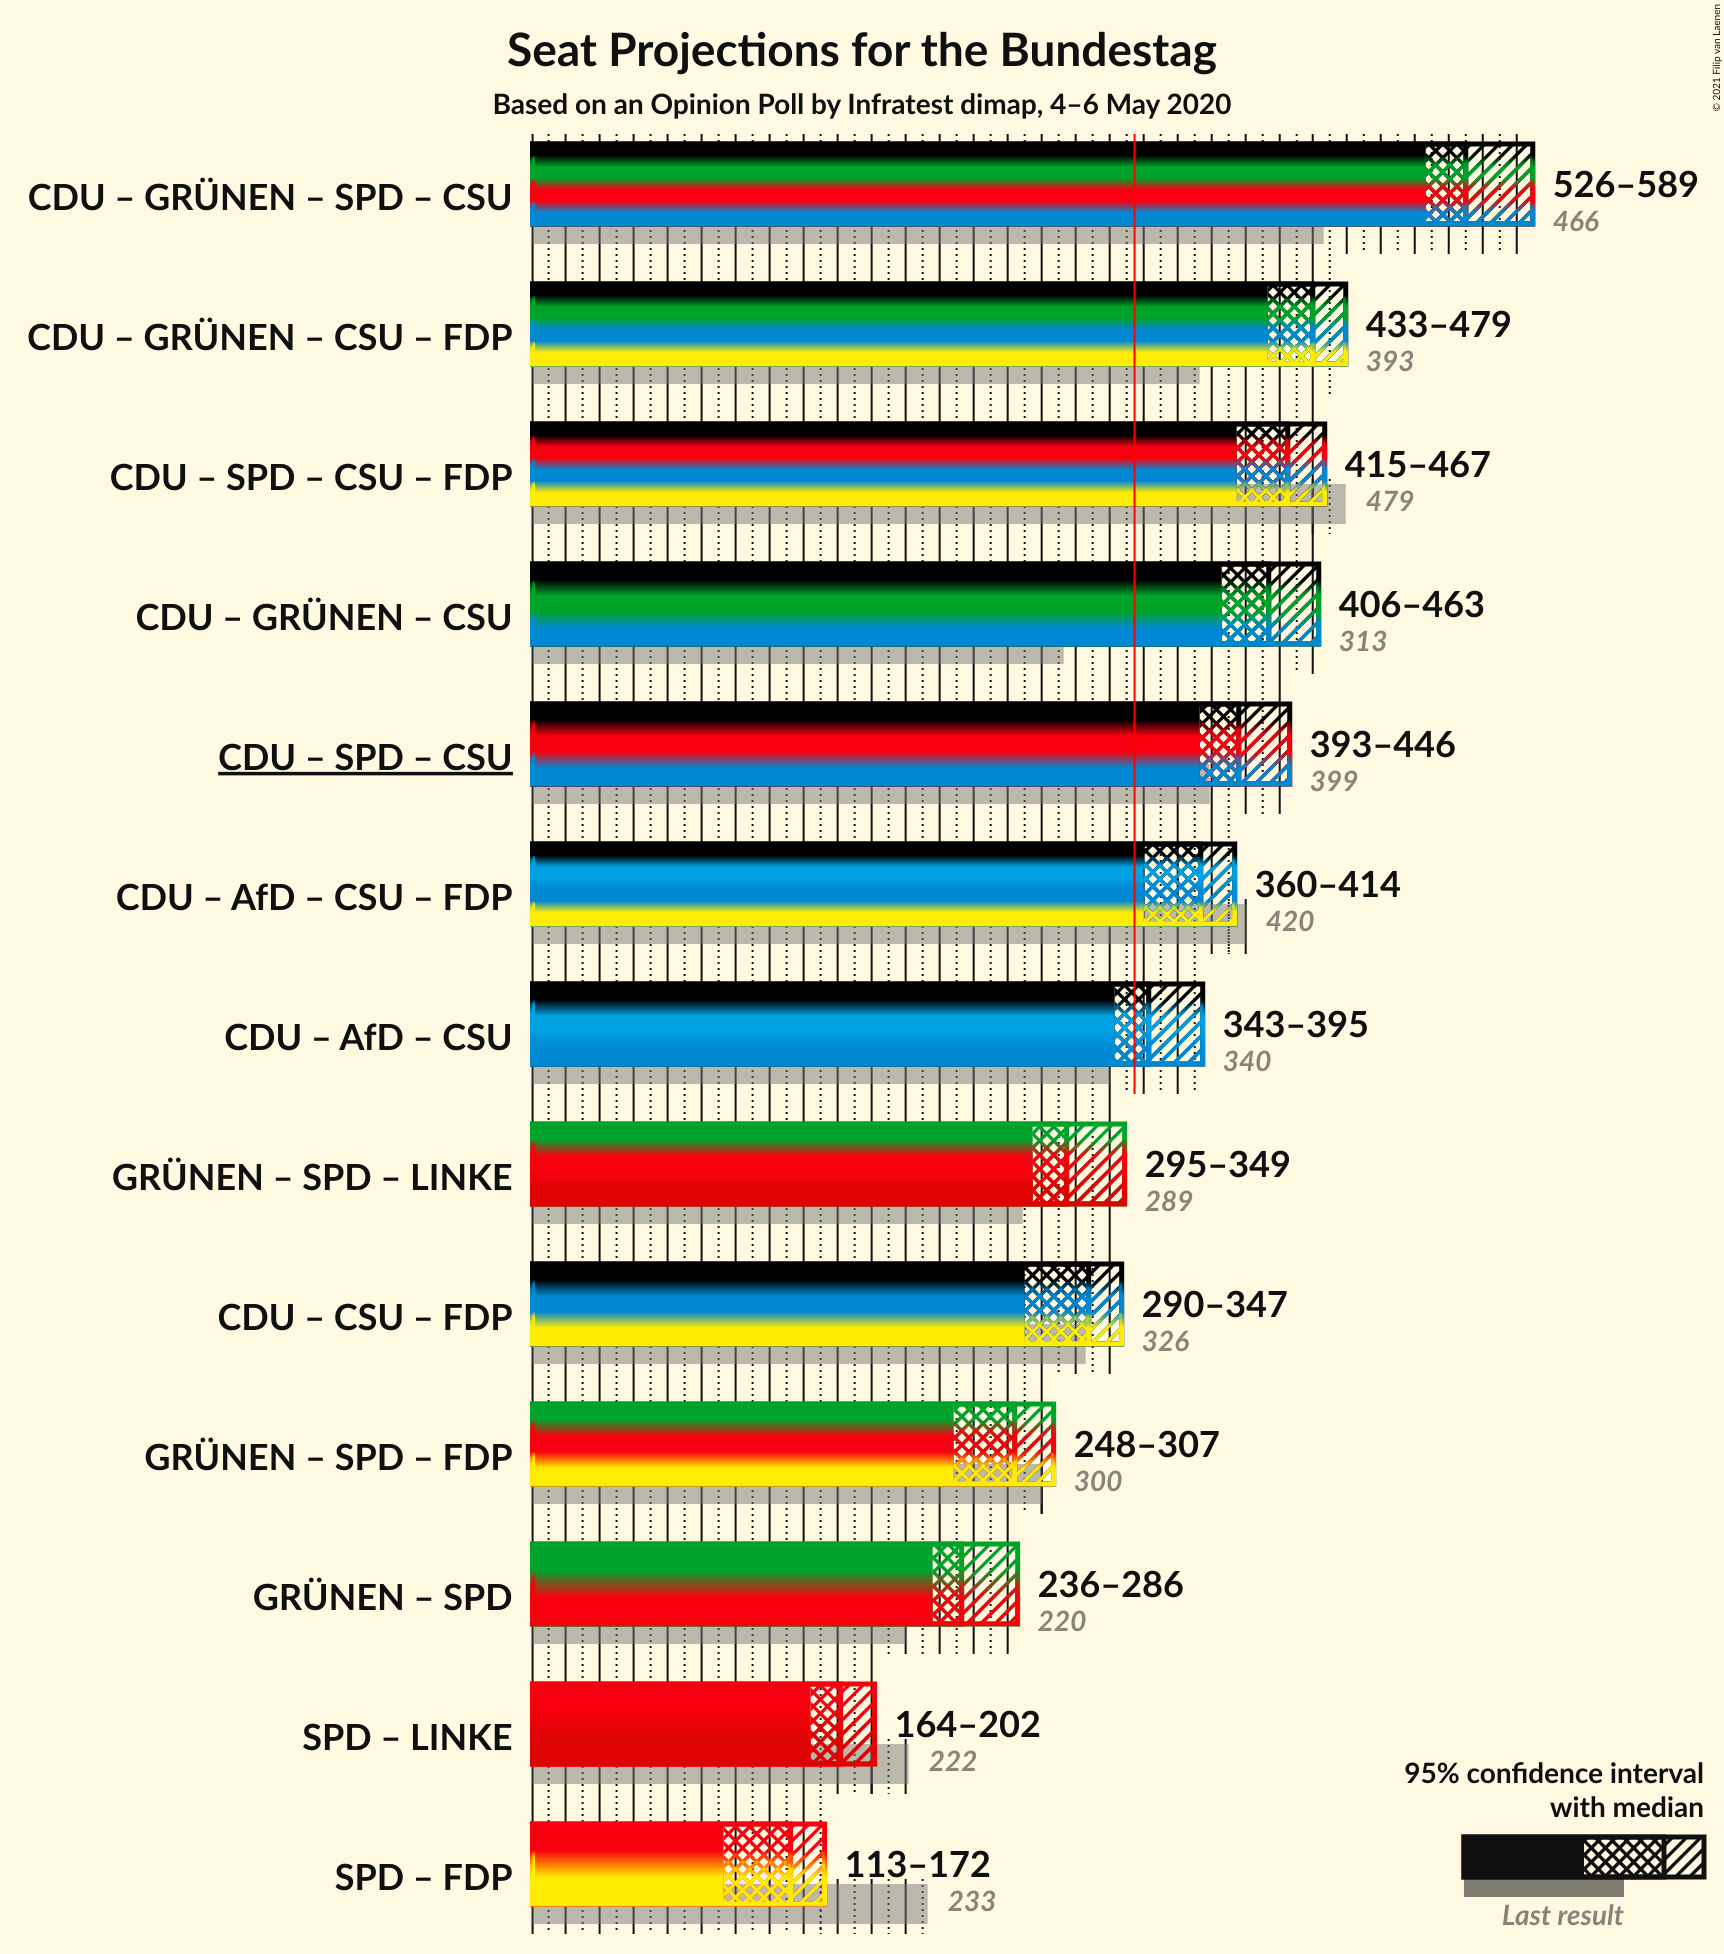 © 2021 Filip van Laenen
Seat Projections for the Bundestag
Based on an Opinion Poll by Infratest dimap, 4–6 May 2020
CDU – GRÜNEN – SPD – CSU
526–589
466
CDU – GRÜNEN – CSU – FDP
433–479
393
CDU – SPD – CSU – FDP
415–467
479
CDU – GRÜNEN – CSU
406–463
313
CDU – SPD – CSU
393–446
399
CDU – AfD – CSU – FDP
360–414
420
CDU – AfD – CSU
343–395
340
GRÜNEN – SPD – LINKE
295–349
289
CDU – CSU – FDP
290–347
326
GRÜNEN – SPD – FDP
248–307
300
GRÜNEN – SPD
236–286
220
SPD – LINKE
164–202
222
SPD – FDP
113–172
233
95% confidence interval
with median
Last result